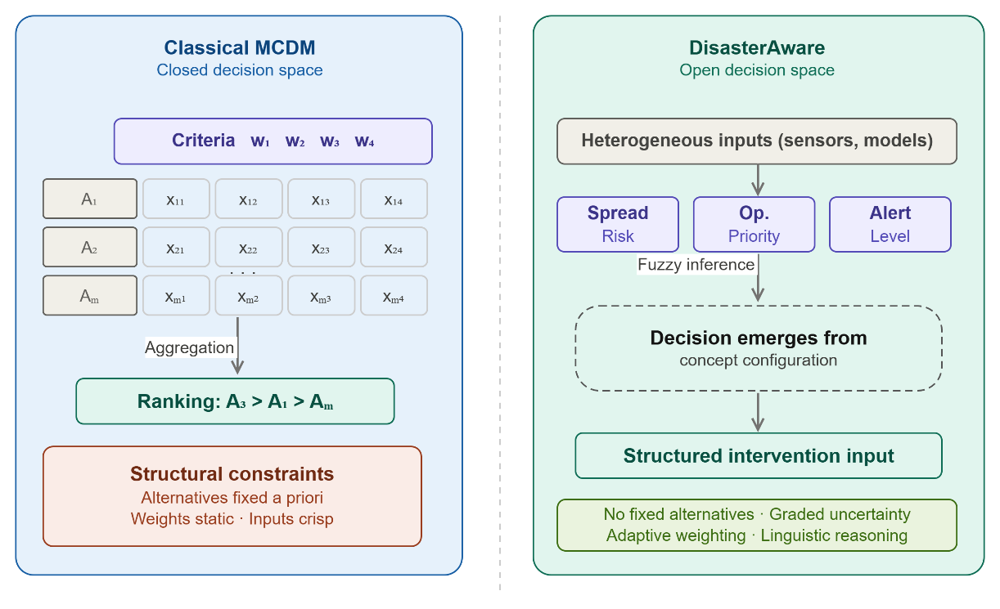 Classical MCDM
Closed decision space
Criteria w₁ w₂ w₃ w₄
A₁ x₁₁ x₁₂ x₁₃ x₁₄
A₂ x₂₁ x₂₂ x₂₃ x₂₄
. . .
Aₘ xₘ₁ xₘ₂ xₘ₃ xₘ₄
Aggregation
Ranking: A₃ > A₁ > Aₘ
Structural constraints
Alternatives fixed a priori
Weights static · Inputs crisp
DisasterAware
Open decision space
Heterogeneous inputs (sensors, models)
Spread
Risk
Op.
Priority
Alert
Level
Fuzzy inference
Decision emerges from
concept configuration
Structured intervention input
No fixed alternatives · Graded uncertainty
Adaptive weighting · Linguistic reasoning